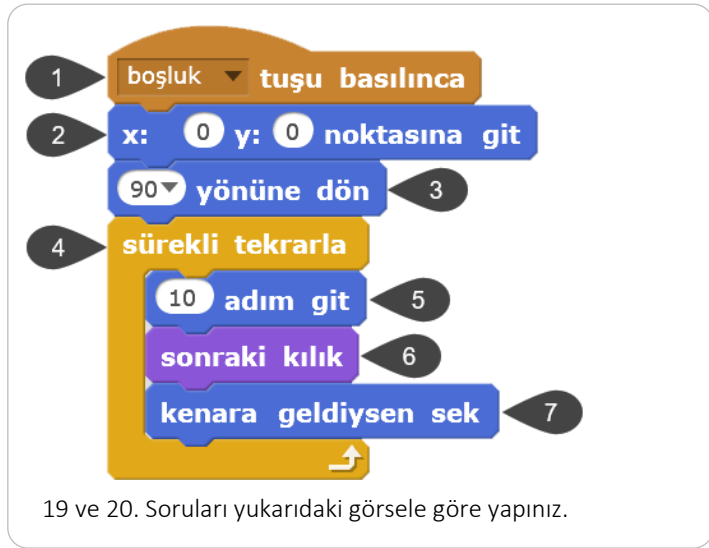 1 boşluk tuşu basılınca
2 x: 0 y: 0 noktasına git
90 yönüne dön 3
4 sürekli tekrarla
10 adım git 5
sonraki kılık 6
kenara geldiysen sek 7
19 ve 20. Soruları yukarıdaki görsele göre yapınız.